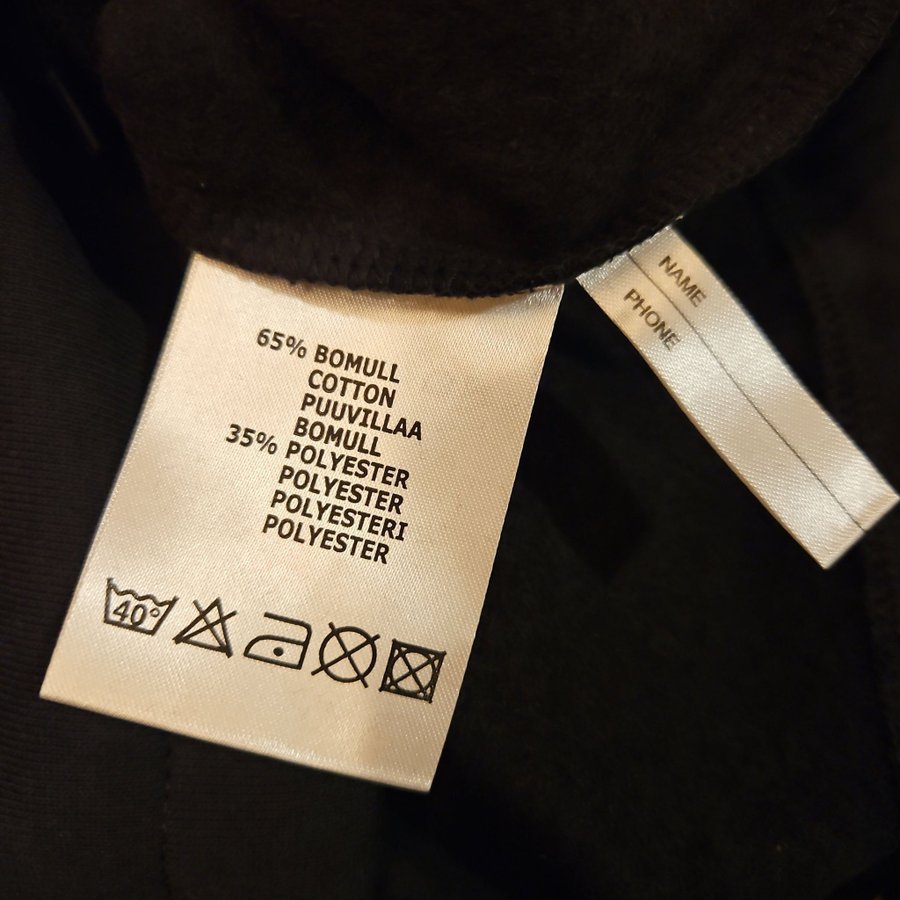 65% BOMULL
COTTON
PUUVILLAA
BOMULL
35% POLYESTER
POLYESTER
POLYESTERI
POLYESTER
40°
NAME
PHONE